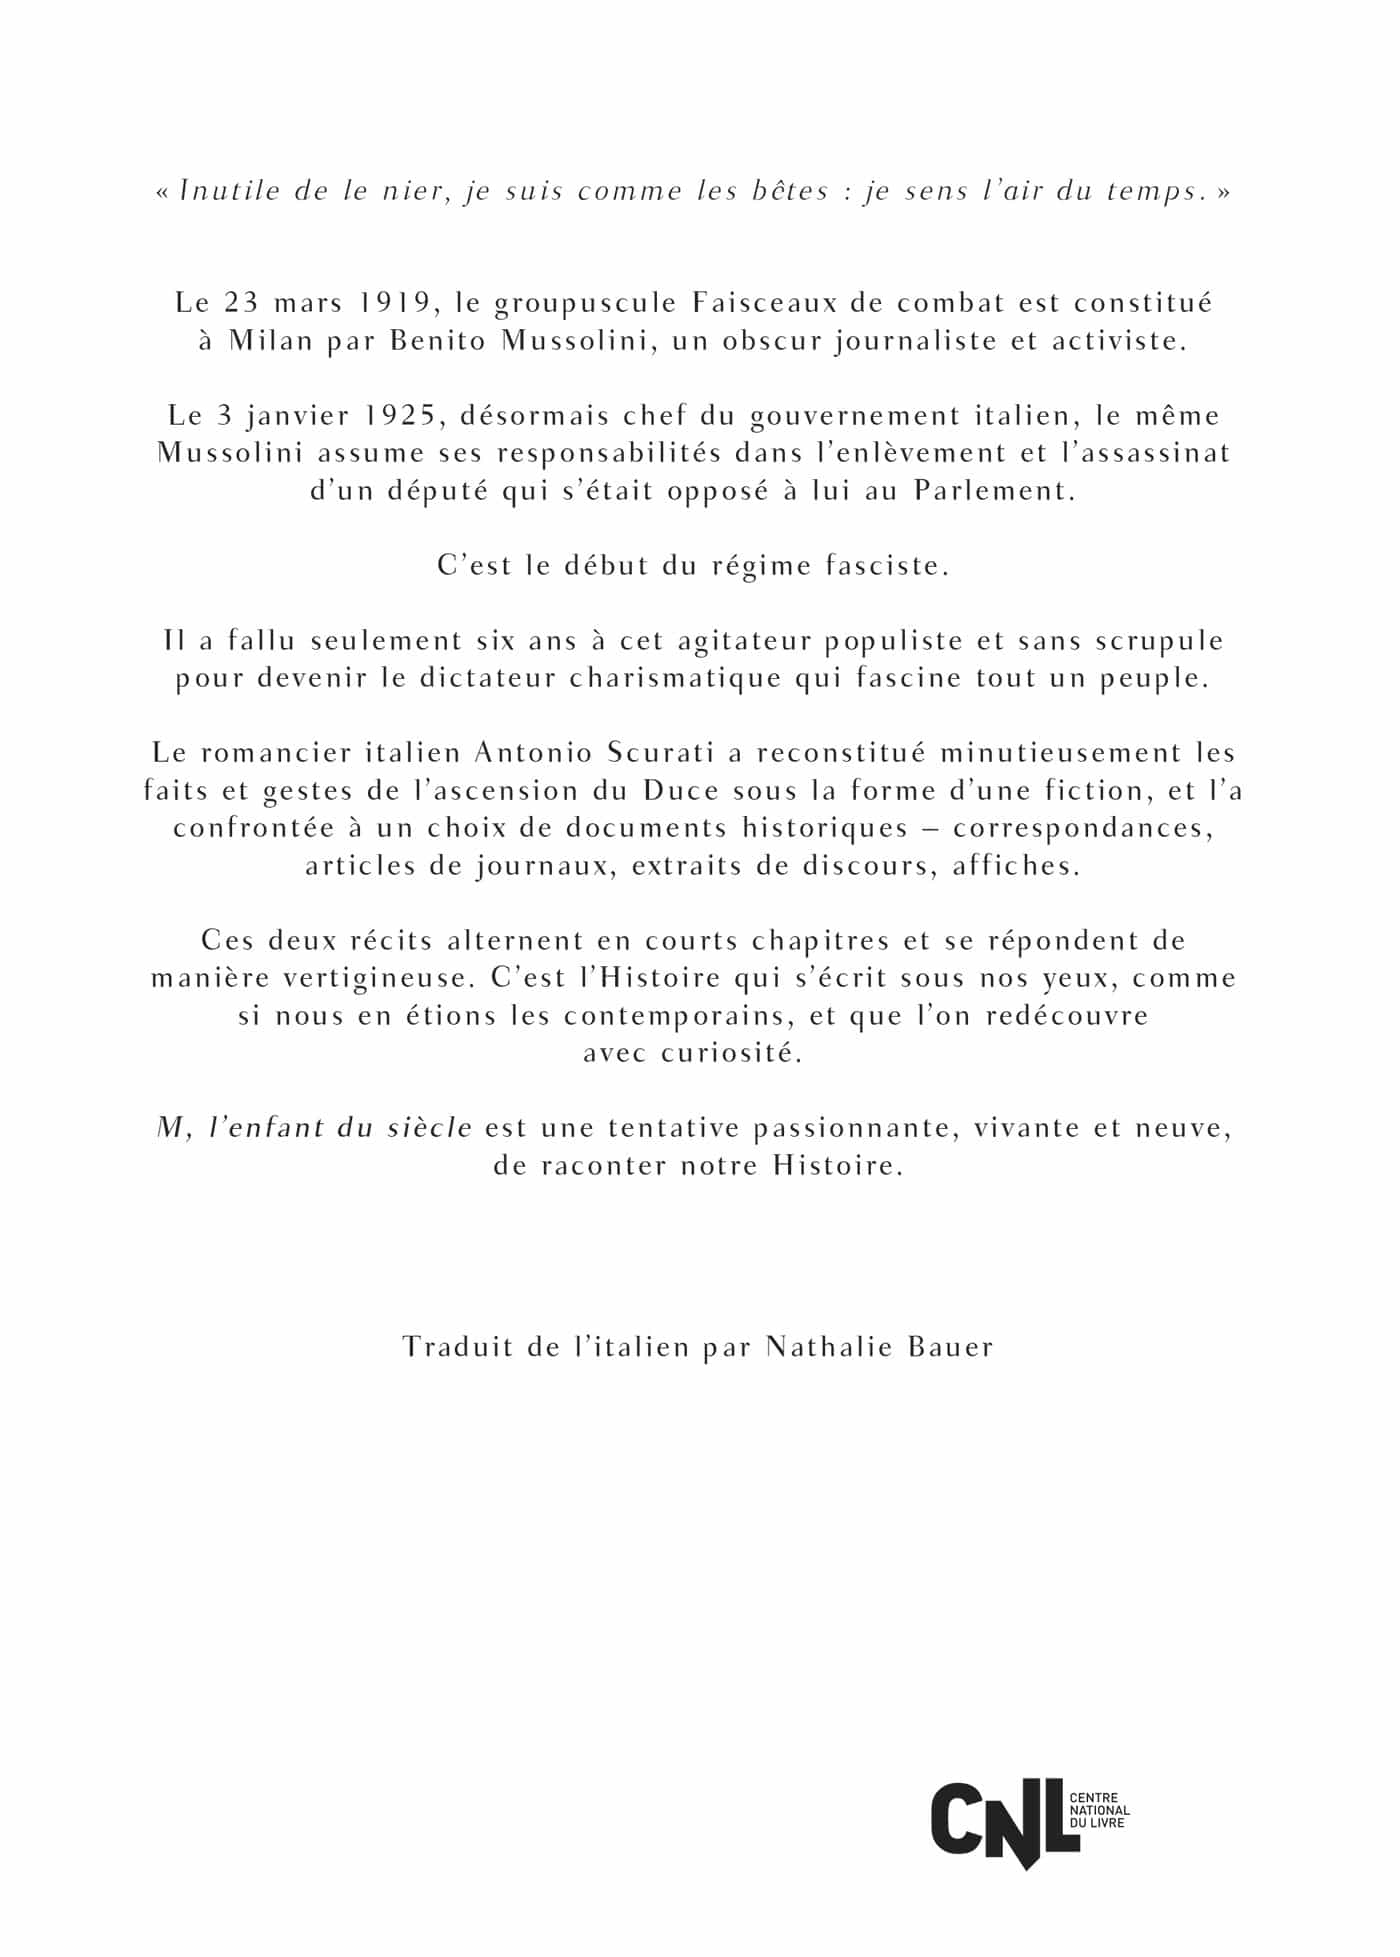 « Inutile de le nier, je suis comme les bêtes : je sens l’air du temps. »
Le 23 mars 1919, le groupuscule Faisceaux de combat est constitué
à Milan par Benito Mussolini, un obscur journaliste et activiste.
Le 3 janvier 1925, désormais chef du gouvernement italien, le même
Mussolini assume ses responsabilités dans l’enlèvement et l’assassinat
d’un député qui s’était opposé à lui au Parlement.
C’est le début du régime fasciste.
Il a fallu seulement six ans à cet agitateur populiste et sans scrupule
pour devenir le dictateur charismatique qui fascine tout un peuple.
Le romancier italien Antonio Scurati a reconstitué minutieusement les
faits et gestes de l’ascension du Duce sous la forme d’une fiction, et l’a
confrontée à un choix de documents historiques – correspondances,
articles de journaux, extraits de discours, affiches.
Ces deux récits alternent en courts chapitres et se répondent de
manière vertigineuse. C’est l’Histoire qui s’écrit sous nos yeux, comme
si nous en étions les contemporains, et que l’on redécouvre
avec curiosité.
M, l’enfant du siècle est une tentative passionnante, vivante et neuve,
de raconter notre Histoire.
Traduit de l’italien par Nathalie Bauer
CNL
CENTRE
NATIONAL
DU LIVRE